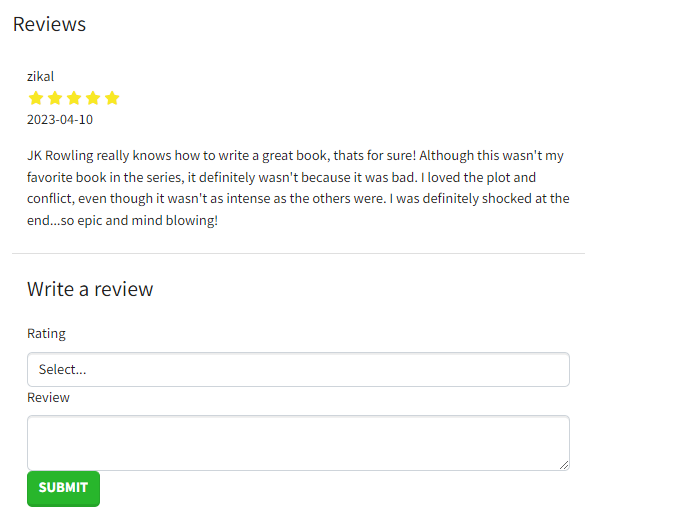 Reviews
zikal
2023-04-10
JK Rowling really knows how to write a great book, thats for sure! Although this wasn't my
favorite book in the series, it definitely wasn't because it was bad. I loved the plot and
conflict, even though it wasn't as intense as the others were. I was definitely shocked at the
end...so epic and mind blowing!
Write a review
Rating
Select...
Review
SUBMIT